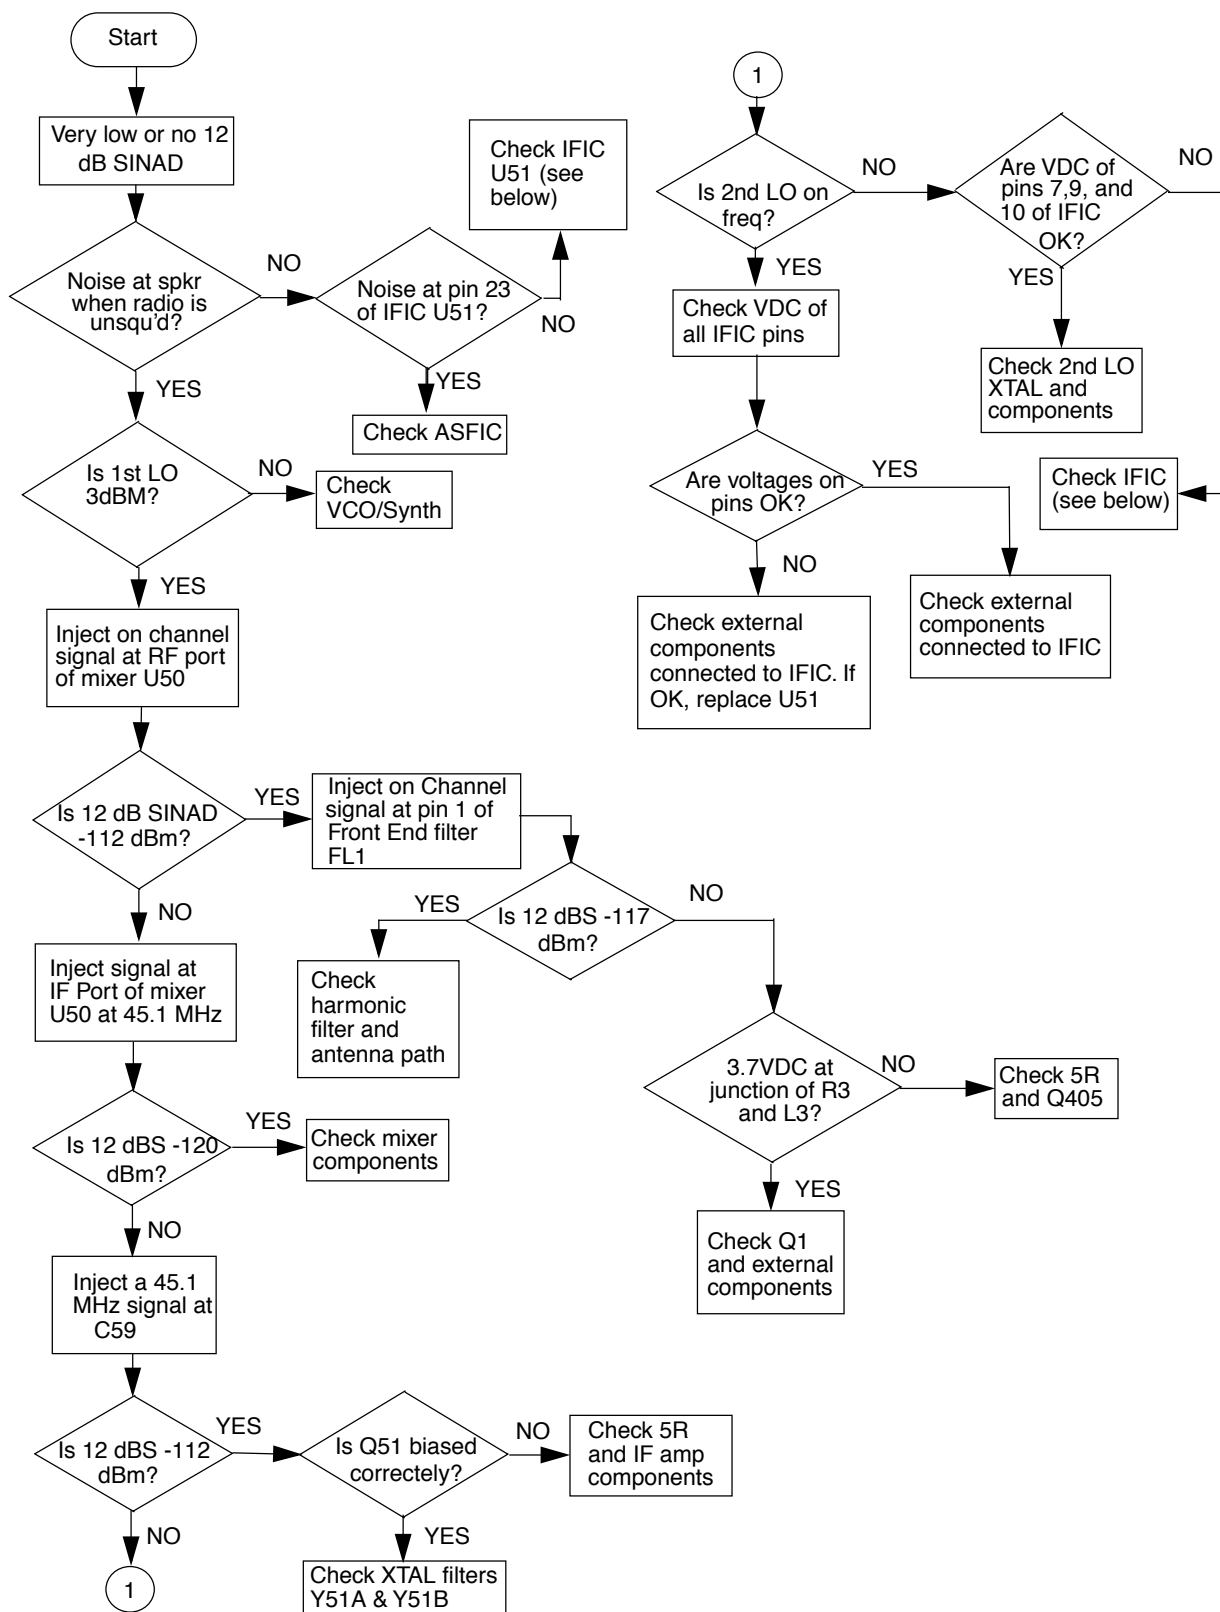 Start
Very low or no 12
dB SINAD
Noise at spkr
when radio is
unsqu'd?
NO
Noise at pin 23
of IFIC U51?
NO
Check IFIC
U51 (see
below)
YES
Check ASFIC
YES
Is 1st LO
3dBM?
NO
Check
VCO/Synth
YES
Inject on channel
signal at RF port
of mixer U50
Is 12 dB SINAD
-112 dBm?
YES
Inject on Channel
signal at pin 1 of
Front End filter
FL1
NO
Is 12 dBS -117
dBm?
YES
NO
Check
harmonic
filter and
antenna path
3.7VDC at
junction of R3
and L3?
NO
Check 5R
and Q405
YES
Check Q1
and external
components
Inject signal at
IF Port of mixer
U50 at 45.1 MHz
Is 12 dBS -120
dBm?
YES
Check mixer
components
NO
Inject a 45.1
MHz signal at
C59
Is 12 dBS -112
dBm?
YES
Is Q51 biased
correctely?
NO
Check 5R
and IF amp
components
YES
Check XTAL filters
Y51A & Y51B
NO
1
1
Is 2nd LO on
freq?
NO
Are VDC of
pins 7,9, and
10 of IFIC
OK?
NO
YES
Check 2nd LO
XTAL and
components
Check IFIC
(see below)
YES
Check VDC of
all IFIC pins
Are voltages on
pins OK?
YES
Check external
components
connected to IFIC
NO
Check external
components
connected to IFIC. If
OK, replace U51